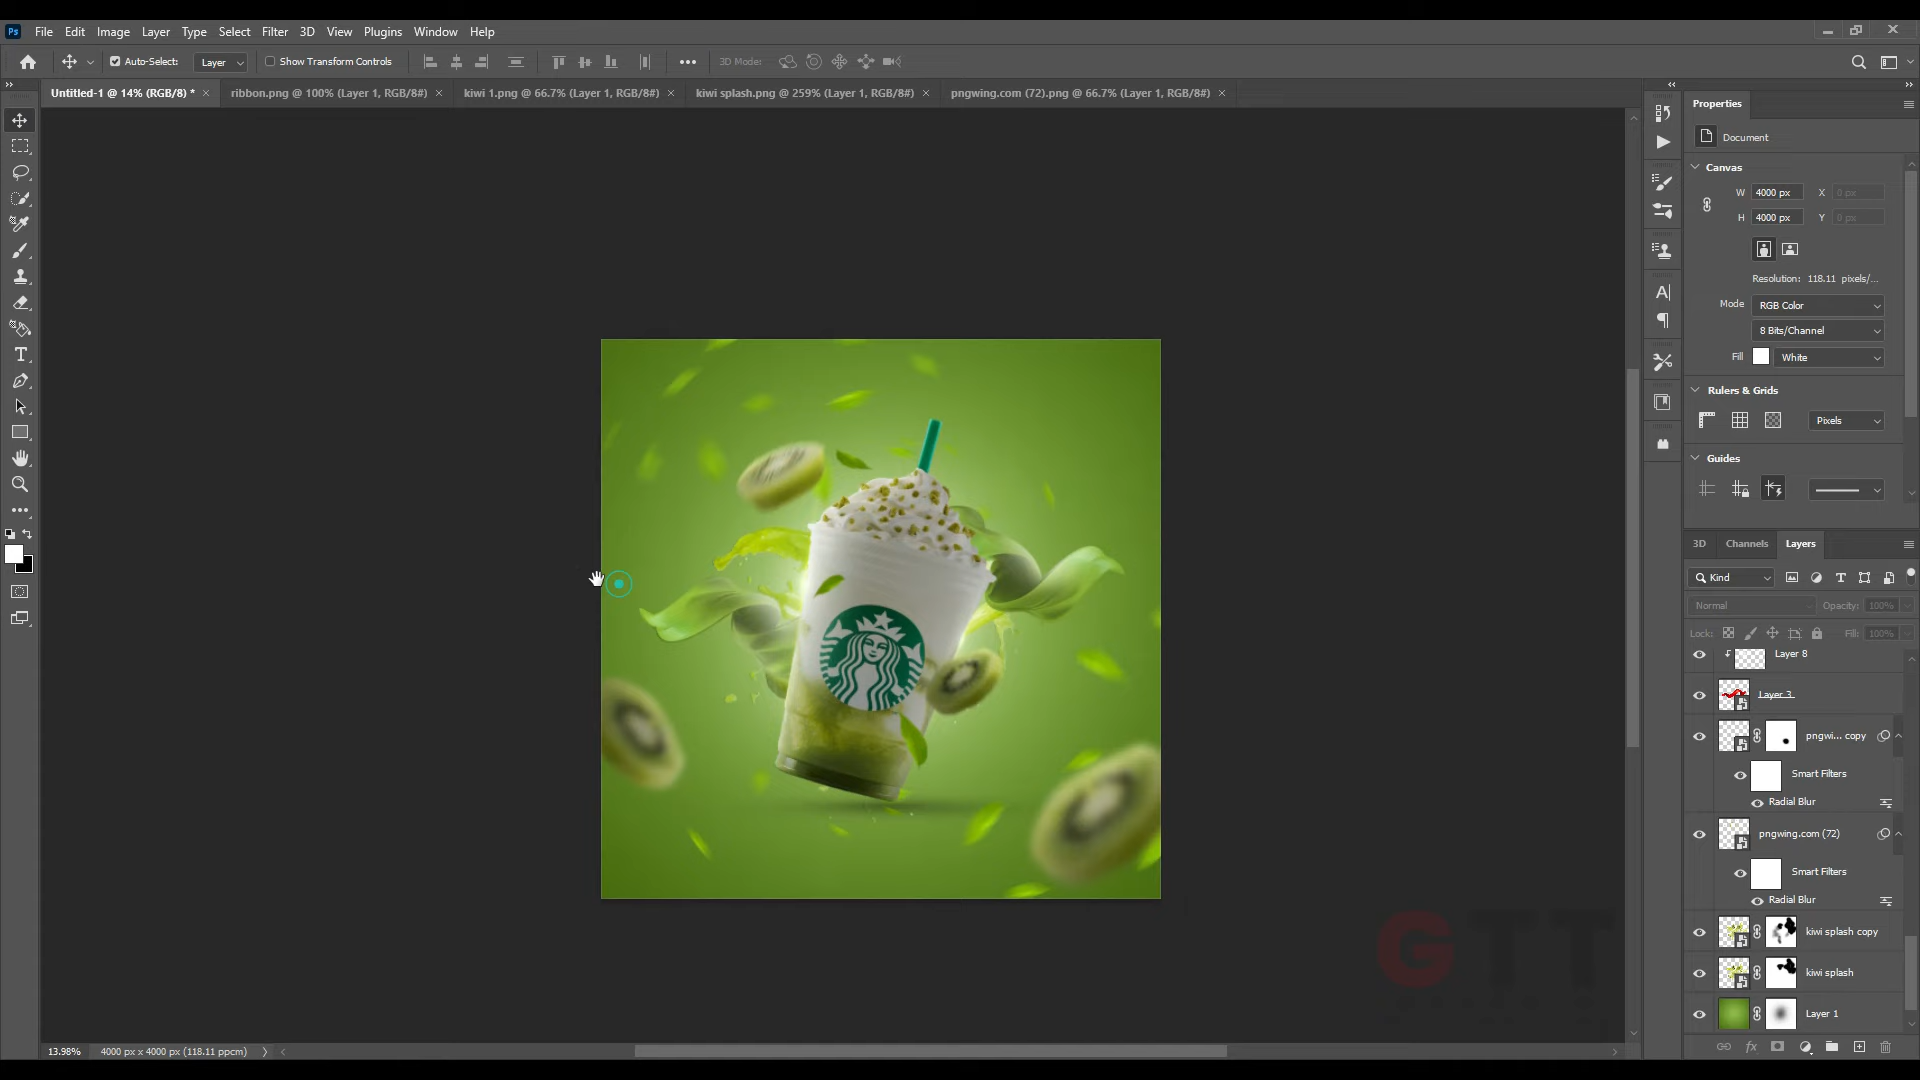 Ps File Edit Image Layer Type Select Filter 3D View Plugins Window Help
Auto-Select: Layer Show Transform Controls 3D Mode:
Untitled-1 @ 14% (RGB/8) * × ribbon.png @ 100% (Layer 1, RGB/8#) × kiwi 1.png @ 66.7% (Layer 1, RGB/8#) × kiwi splash.png @ 259% (Layer 1, RGB/8#) × pngwing.com (72).png @ 66.7% (Layer 1, RGB/8#) ×
Properties
Document
Canvas
W 4000 px X 0 px
H 4000 px Y 0 px
Resolution: 118.11 pixels/...
Mode RGB Color
8 Bits/Channel
Fill White
Rulers & Grids
Pixels
Guides
3D Channels Layers
Kind
Normal Opacity: 100%
Lock: Fill: 100%
Layer 8
Layer 3
pngwi... copy
Smart Filters
Radial Blur
pngwing.com (72)
Smart Filters
Radial Blur
kiwi splash copy
kiwi splash
Layer 1
fx
GTT
13.98% 4000 px x 4000 px (118.11 ppcm)